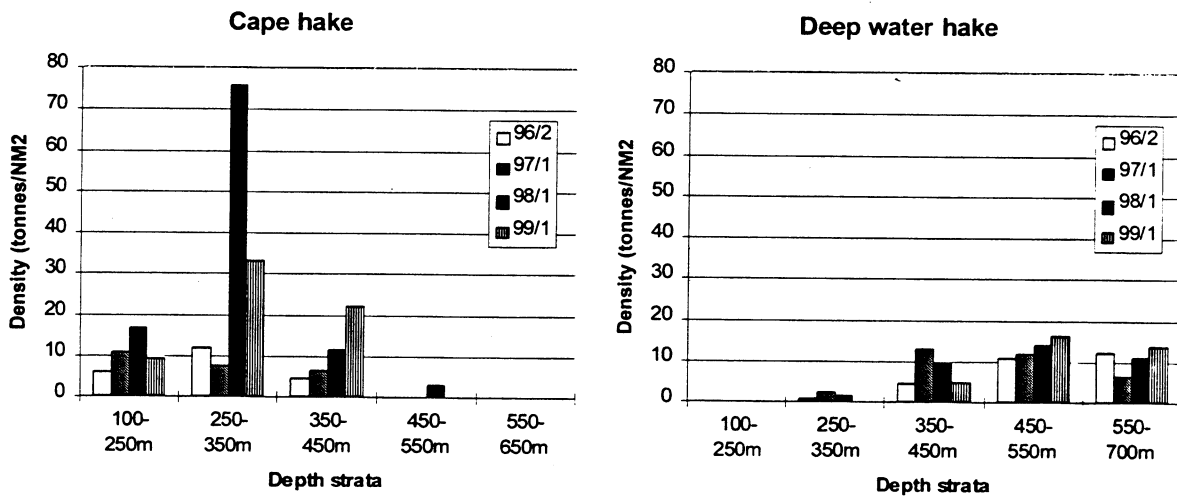 Cape hake
Density (tonnes/NM2)
80
70
60
50
40
30
20
10
0
96/2
97/1
98/1
99/1
100-
250m
250-
350m
350-
450m
450-
550m
550-
650m
Depth strata
Deep water hake
Density (tonnes/NM2)
80
70
60
50
40
30
20
10
0
96/2
97/1
98/1
99/1
100-
250m
250-
350m
350-
450m
450-
550m
550-
700m
Depth strata